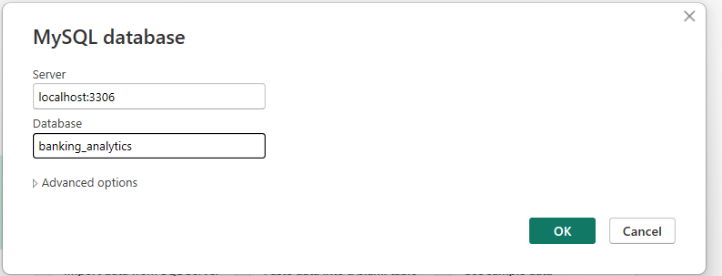 MySQL database
Server
localhost:3306
Database
banking_analytics
Advanced options
OK Cancel